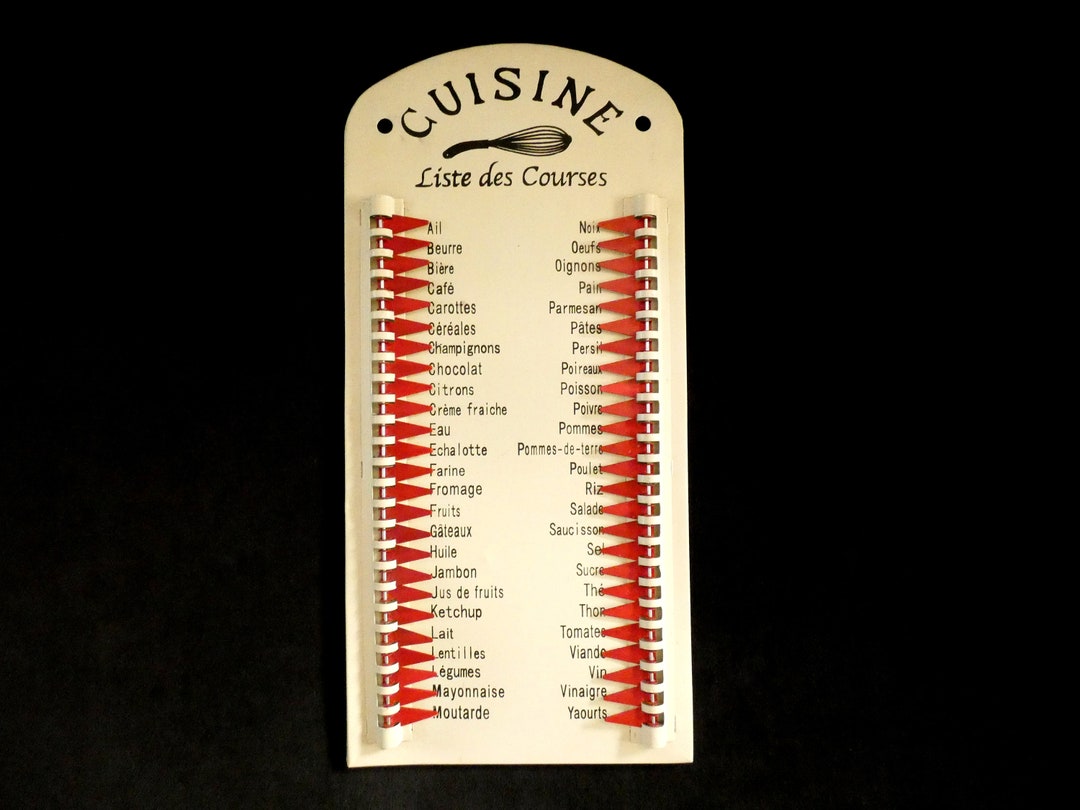 CUISINE
Liste des Courses
Ail
Beurre
Bière
Café
Carottes
Céréales
Champignons
Chocolat
Citrons
Crème fraiche
Eau
Echalotte
Farine
Fromage
Fruits
Gâteaux
Huile
Jambon
Jus de fruits
Ketchup
Lait
Lentilles
Légumes
Mayonnaise
Moutarde
Noix
Oeufs
Oignons
Pain
Parmesan
Pâtes
Persil
Poireaux
Poisson
Poivre
Pommes
Pommes-de-terre
Poulet
Riz
Salade
Saucisson
Sel
Sucre
Thé
Thon
Tomates
Viande
Vin
Vinaigre
Yaourts